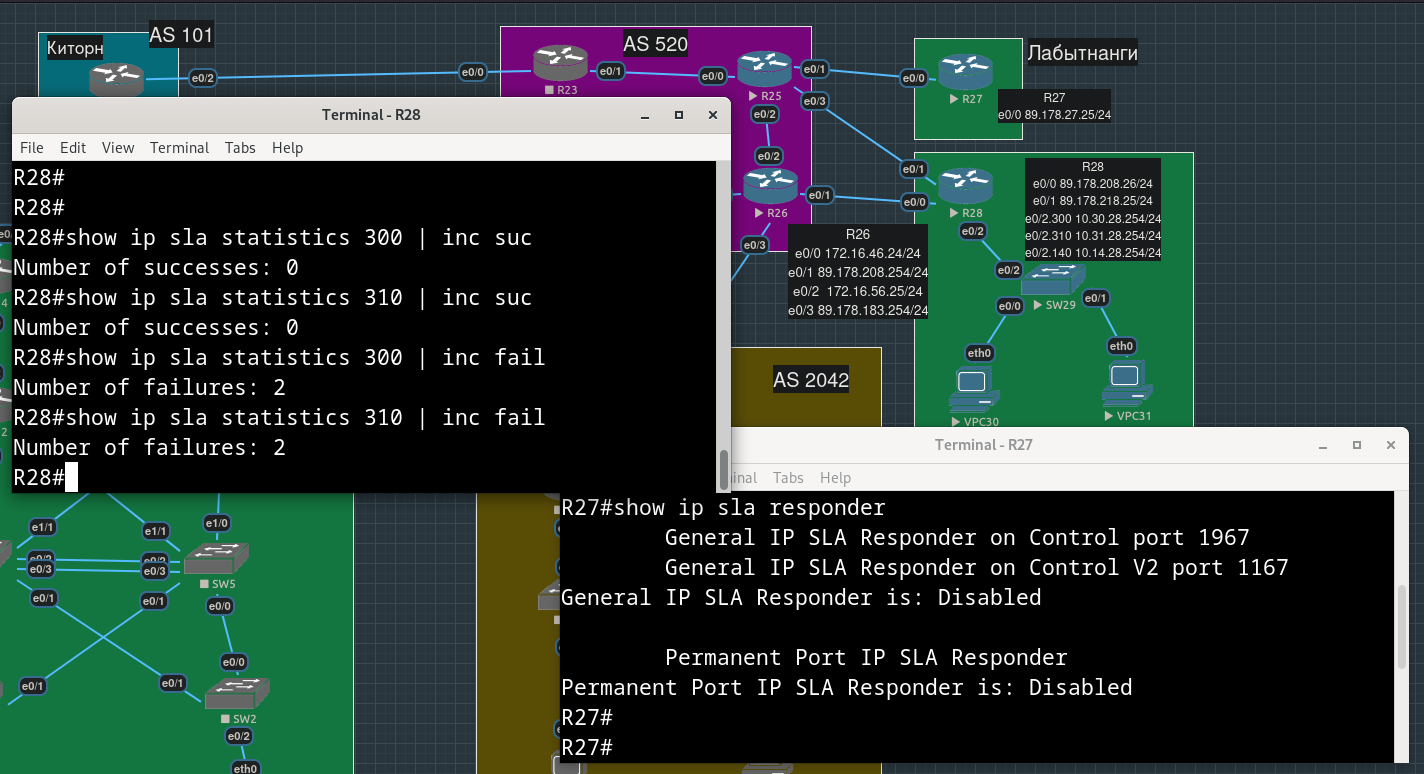 Киторн
AS 101
e0/2
e0/0
AS 520
R23
e0/1
e0/0
R25
e0/1
e0/3
e0/2
e0/2
R26
e0/1
e0/3
R26
e0/0 172.16.46.24/24
e0/1 89.178.208.254/24
e0/2 172.16.56.25/24
e0/3 89.178.183.254/24
Лабытнанги
e0/0
R27
R27
e0/0 89.178.27.25/24
e0/1
e0/0
R28
R28
e0/0 89.178.208.26/24
e0/1 89.178.218.25/24
e0/2.300 10.30.28.254/24
e0/2.310 10.31.28.254/24
e0/2.140 10.14.28.254/24
e0/2
e0/2
SW29
e0/0
e0/1
eth0
eth0
VPC30
VPC31
AS 2042
Terminal - R28
File Edit View Terminal Tabs Help
R28#
R28#
R28#show ip sla statistics 300 | inc suc
Number of successes: 0
R28#show ip sla statistics 310 | inc suc
Number of successes: 0
R28#show ip sla statistics 300 | inc fail
Number of failures: 2
R28#show ip sla statistics 310 | inc fail
Number of failures: 2
R28#
Terminal - R27
Tabs Help
R27#show ip sla responder
General IP SLA Responder on Control port 1967
General IP SLA Responder on Control V2 port 1167
General IP SLA Responder is: Disabled
Permanent Port IP SLA Responder
Permanent Port IP SLA Responder is: Disabled
R27#
R27#
e1/1
e1/1
e1/0
e0/2
e0/2
e0/3
e0/3
SW5
e0/1
e0/1
e0/0
e0/0
e0/1
e0/1
SW2
e0/2
eth0